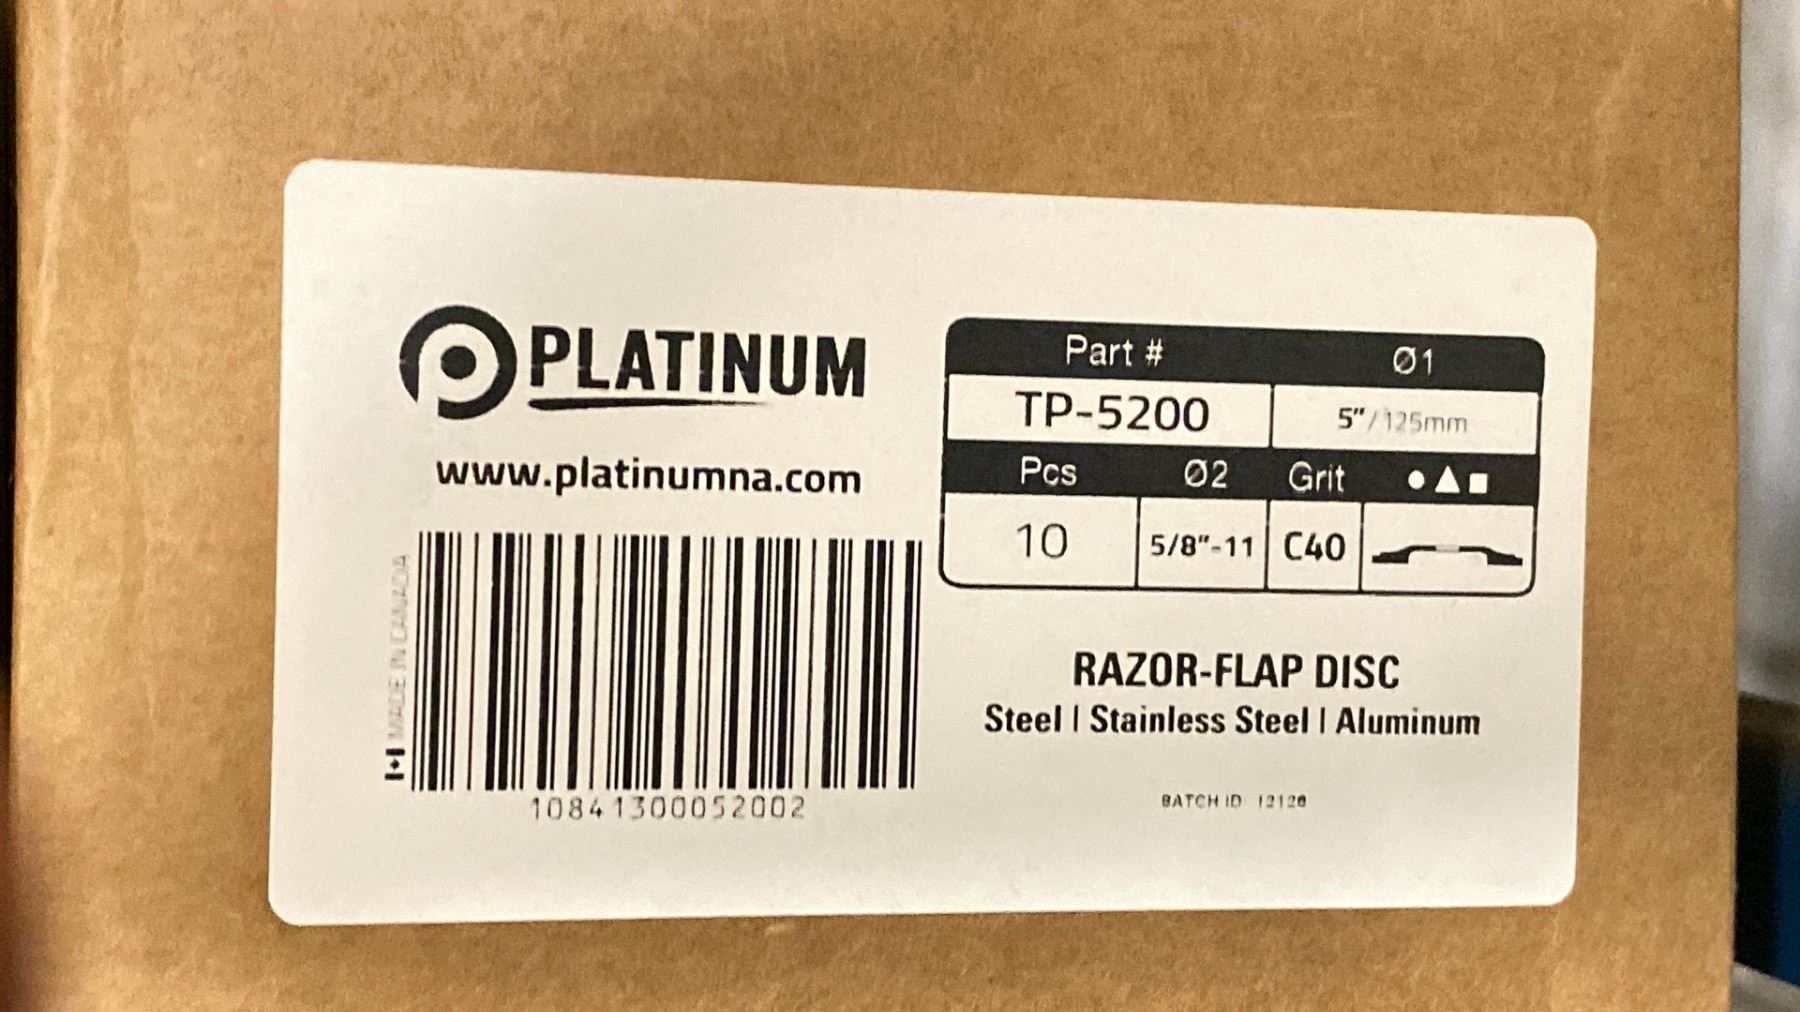 PLATINUM
www.platinumna.com
MADE IN CANADA
10841300052002
Part # Ø1
TP-5200 5"/125mm
Pcs Ø2 Grit
10 5/8"-11 C40
RAZOR-FLAP DISC
Steel | Stainless Steel | Aluminum
BATCH ID